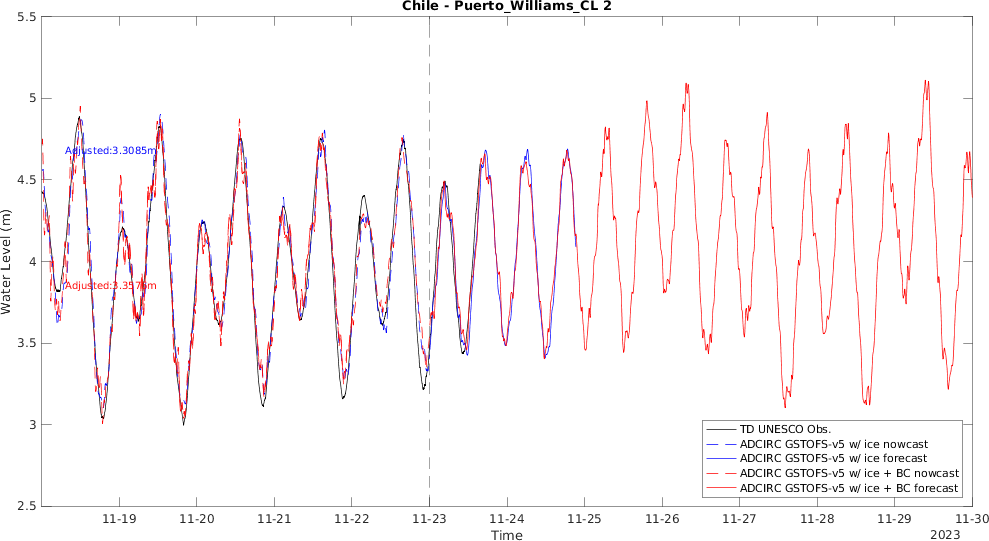 Chile - Puerto_Williams_CL 2
5.5
5
4.5
4
3.5
3
2.5
Water Level (m)
Adjusted:3.3085m
Adjusted:3.3576m
TD UNESCO Obs.
ADCIRC GSTOFS-v5 w/ ice nowcast
ADCIRC GSTOFS-v5 w/ ice forecast
ADCIRC GSTOFS-v5 w/ ice + BC nowcast
ADCIRC GSTOFS-v5 w/ ice + BC forecast
11-19 11-20 11-21 11-22 11-23 11-24 11-25 11-26 11-27 11-28 11-29 11-30
Time
2023